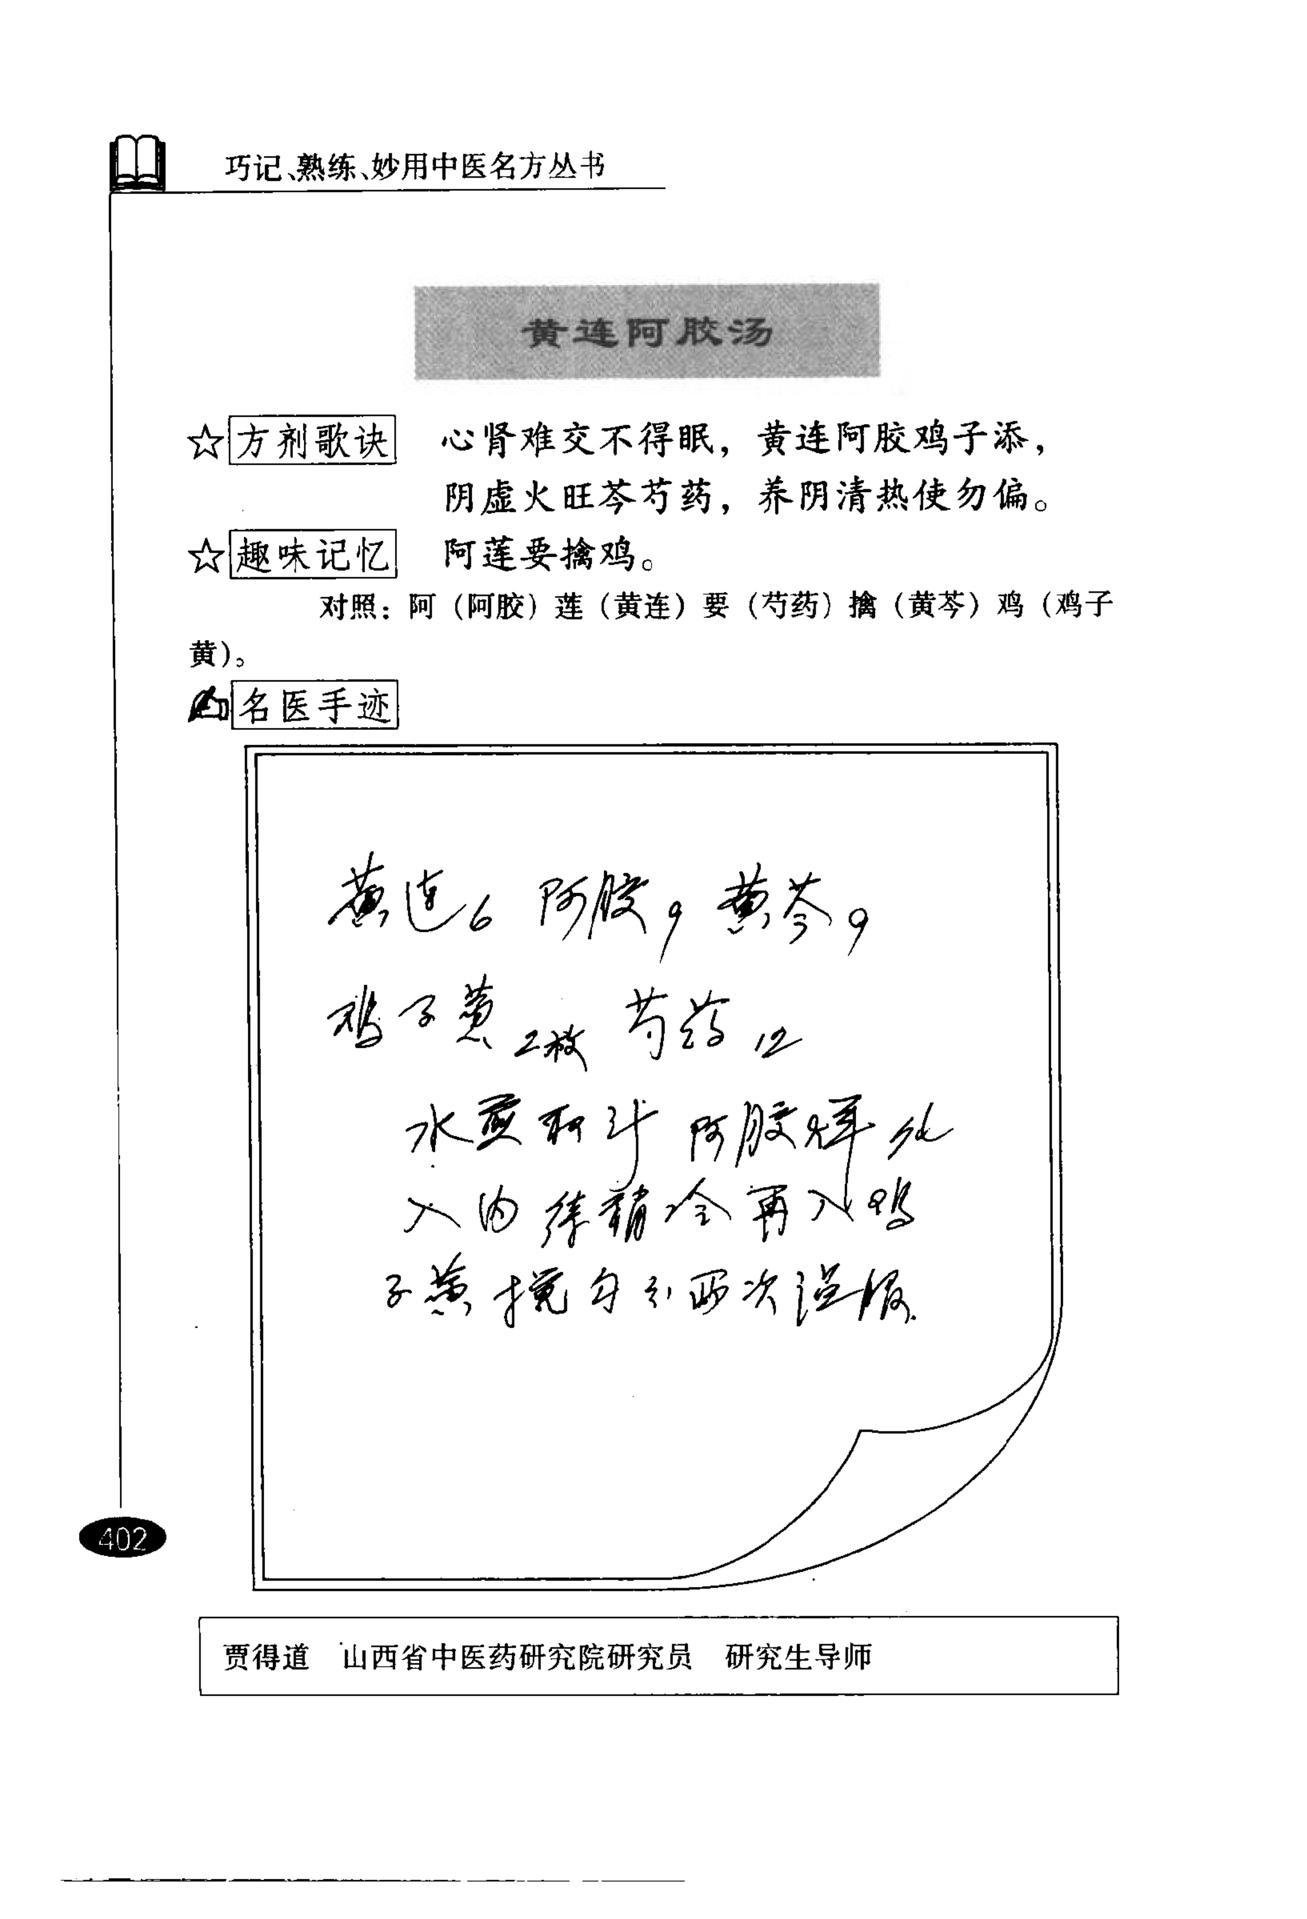 巧记、熟练、妙用中医名方丛书
黄连阿胶汤
☆方剂歌诀 心肾难交不得眠，黄连阿胶鸡子添，
阴虚火旺芩芍药，养阴清热使勿偏。
☆趣味记忆 阿莲要擒鸡。
对照：阿（阿胶）莲（黄连）要（芍药）擒（黄芩）鸡（鸡子
黄）。
名医手迹
黄连6 阿胶9 黄芩9
鸡子黄2枚 芍药12
水煎取汁 阿胶烊化
入内 稍冷再入鸡
子黄搅匀分两次温服.
402
贾得道 山西省中医药研究院研究员 研究生导师